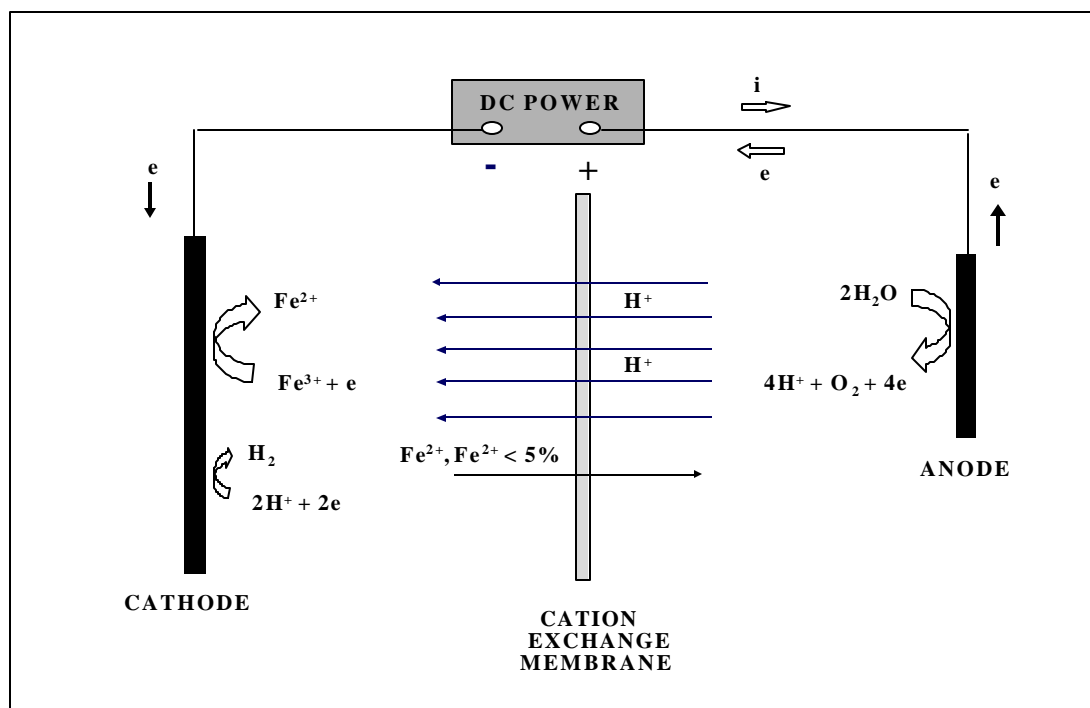 DC POWER
- +
i
e
e
e
Fe²⁺
Fe³⁺ + e
H₂
2H⁺ + 2e
H⁺
H⁺
Fe²⁺, Fe²⁺ < 5%
2H₂O
4H⁺ + O₂ + 4e
ANODE
CATHODE
CATION
EXCHANGE
MEMBRANE